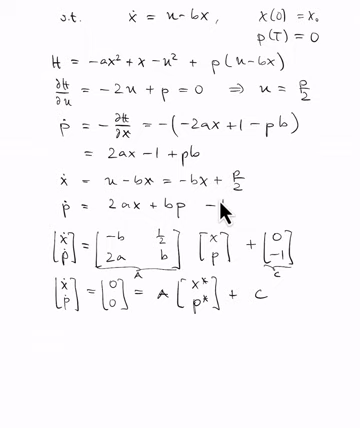 s.t. ẋ = u - bx, x(0) = x₀
p(T) = 0
H = -ax² + x - u² + p(u - bx)
∂H/∂u = -2u + p = 0 ⇒ u = p/2
ṗ = -∂H/∂x = -(-2ax + 1 - pb)
= 2ax - 1 + pb
ẋ = u - bx = -bx + p/2
ṗ = 2ax + bp -
[ẋ ṗ] = [-b 1/2 2a b] [x p] + [0 -1]
A C
[ẋ ṗ] = [0 0] = A [x* p*] + C